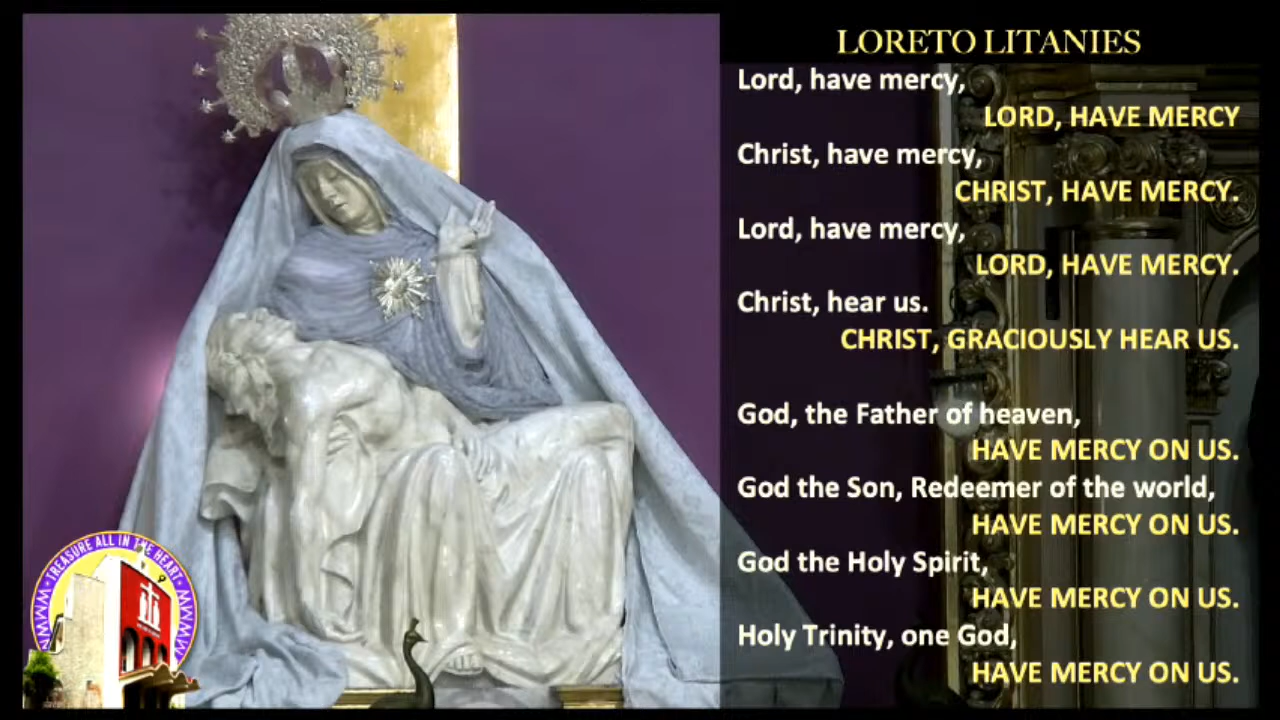 LORETO LITANIES
Lord, have mercy,
LORD, HAVE MERCY
Christ, have mercy,
CHRIST, HAVE MERCY.
Lord, have mercy,
LORD, HAVE MERCY.
Christ, hear us.
CHRIST, GRACIOUSLY HEAR US.
God, the Father of heaven,
HAVE MERCY ON US.
God the Son, Redeemer of the world,
HAVE MERCY ON US.
God the Holy Spirit,
HAVE MERCY ON US.
Holy Trinity, one God,
HAVE MERCY ON US.
TREASURE ALL IN THE HEART